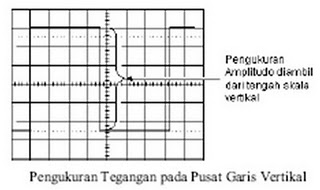 Pengukuran
Amplitudo diambil
dari tengah skala
vertikal
Pengukuran Tegangan pada Pusat Garis Vertikal